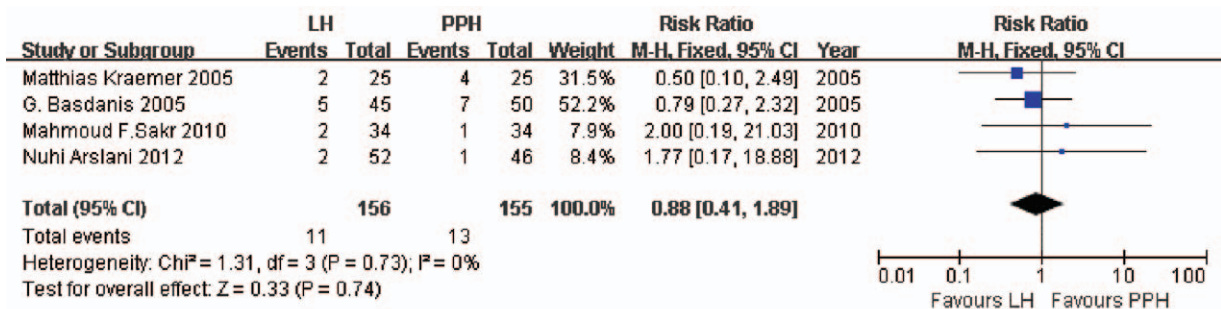 LH PPH Risk Ratio Risk Ratio
Study or Subgroup Events Total Events Total Weight M-H, Fixed, 95% CI Year M-H, Fixed, 95% CI
Matthias Kraemer 2005 2 25 4 25 31.5% 0.50 [0.10, 2.49] 2005
G. Basdanis 2005 5 45 7 50 52.2% 0.79 [0.27, 2.32] 2005
Mahmoud F.Sakr 2010 2 34 1 34 7.9% 2.00 [0.19, 21.03] 2010
Nuhi Arslani 2012 2 52 1 46 8.4% 1.77 [0.17, 18.88] 2012
Total (95% CI) 156 155 100.0% 0.88 [0.41, 1.89]
Total events 11 13
Heterogeneity: Chi² = 1.31, df = 3 (P = 0.73); I² = 0%
Test for overall effect: Z = 0.33 (P = 0.74)
0.01 0.1 1 10 100
Favours LH Favours PPH